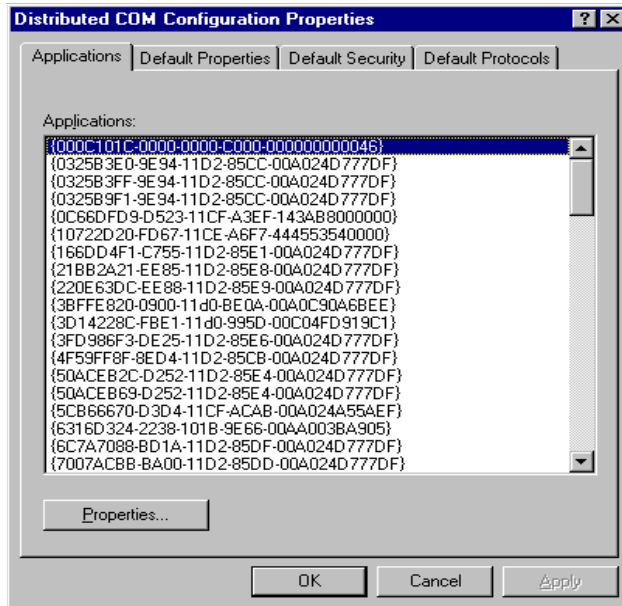 Distributed COM Configuration Properties
Applications Default Properties Default Security Default Protocols
Applications:
{000C101C-0000-0000-C000-000000000046}
{0325B3E0-9E94-11D2-85CC-00A024D777DF}
{0325B3FF-9E94-11D2-85CC-00A024D777DF}
{0325B9F1-9E94-11D2-85CC-00A024D777DF}
{0C66DFD9-D523-11CF-A3EF-143AB8000000}
{10722D20-FD67-11CE-A6F7-444553540000}
{166DD4F1-C755-11D2-85E1-00A024D777DF}
{21BB2A21-EE85-11D2-85E8-00A024D777DF}
{220E63DC-EE88-11D2-85E9-00A024D777DF}
{3BFFE820-0900-11d0-BE0A-00A0C90A6BEE}
{3D14228C-FBE1-11d0-995D-00C04FD919C1}
{3FD986F3-DE25-11D2-85E6-00A024D777DF}
{4F59FF8F-8ED4-11D2-85CB-00A024D777DF}
{50ACEB2C-D252-11D2-85E4-00A024D777DF}
{50ACEB69-D252-11D2-85E4-00A024D777DF}
{5CB66670-D3D4-11CF-ACAB-00A024A55AEF}
{6316D324-2238-101B-9E66-00AA003BA905}
{6C7A7088-BD1A-11D2-85DF-00A024D777DF}
{7007ACBB-BA00-11D2-85DD-00A024D777DF}
Properties...
OK Cancel Apply